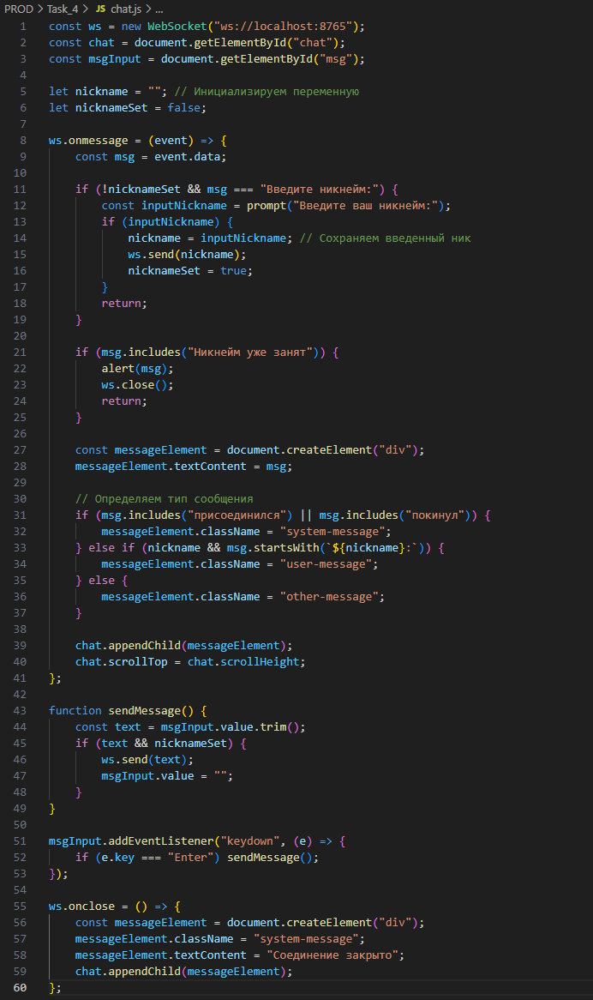 PROD > Task_4 > JS chat.js > ...
1 const ws = new WebSocket("ws://localhost:8765");
2 const chat = document.getElementById("chat");
3 const msgInput = document.getElementById("msg");
4
5 let nickname = ""; // Инициализируем переменную
6 let nicknameSet = false;
7
8 ws.onmessage = (event) => {
9     const msg = event.data;
10
11     if (!nicknameSet && msg === "Введите никнейм:") {
12         const inputNickname = prompt("Введите ваш никнейм:");
13         if (inputNickname) {
14             nickname = inputNickname; // Сохраняем введенный ник
15             ws.send(nickname);
16             nicknameSet = true;
17         }
18         return;
19     }
20
21     if (msg.includes("Никнейм уже занят")) {
22         alert(msg);
23         ws.close();
24         return;
25     }
26
27     const messageElement = document.createElement("div");
28     messageElement.textContent = msg;
29
30     // Определяем тип сообщения
31     if (msg.includes("присоединился") || msg.includes("покинул")) {
32         messageElement.className = "system-message";
33     } else if (nickname && msg.startsWith(`${nickname}:`)) {
34         messageElement.className = "user-message";
35     } else {
36         messageElement.className = "other-message";
37     }
38
39     chat.appendChild(messageElement);
40     chat.scrollTop = chat.scrollHeight;
41 };
42
43 function sendMessage() {
44     const text = msgInput.value.trim();
45     if (text && nicknameSet) {
46         ws.send(text);
47         msgInput.value = "";
48     }
49 }
50
51 msgInput.addEventListener("keydown", (e) => {
52     if (e.key === "Enter") sendMessage();
53 });
54
55 ws.onclose = () => {
56     const messageElement = document.createElement("div");
57     messageElement.className = "system-message";
58     messageElement.textContent = "Соединение закрыто";
59     chat.appendChild(messageElement);
60 };